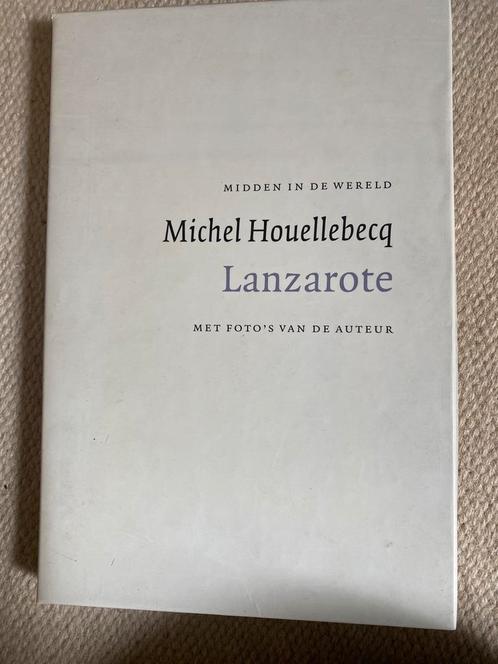 MIDDEN IN DE WERELD
Michel Houellebecq
Lanzarote
MET FOTO'S VAN DE AUTEUR